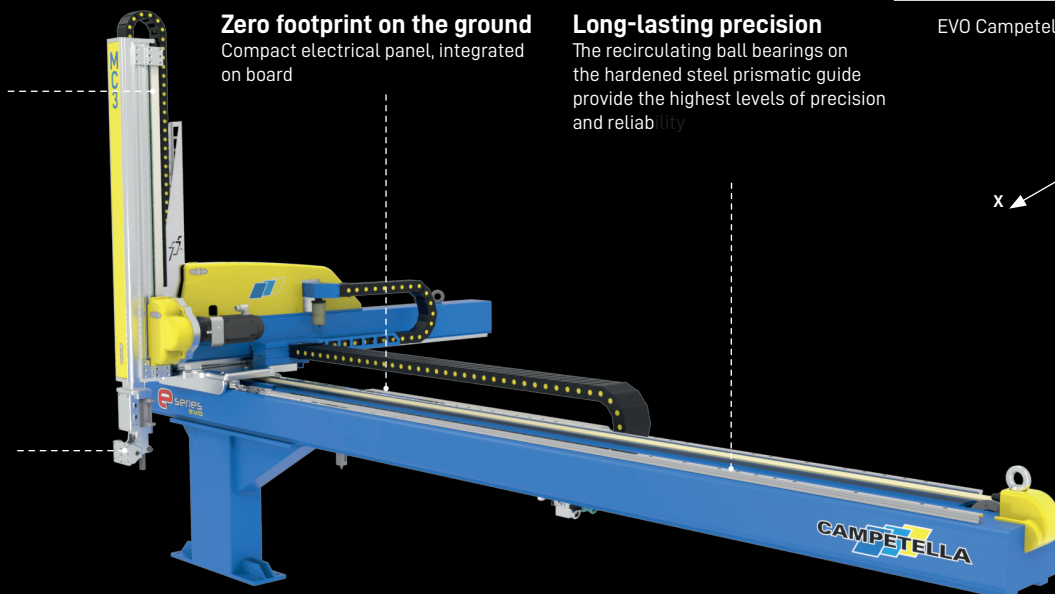 Zero footprint on the ground
Compact electrical panel, integrated
on board
Long-lasting precision
The recirculating ball bearings on
the hardened steel prismatic guide
provide the highest levels of precision
and reliability
EVO Campetel
X
MC3
e series
EVO
CAMPETELLA